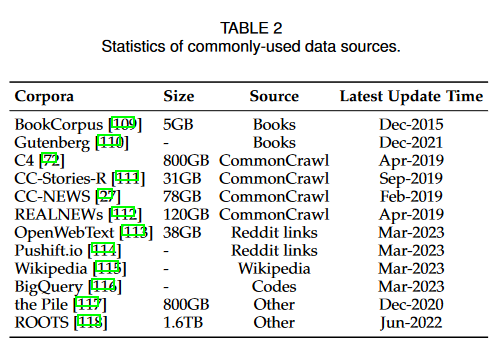 TABLE 2
Statistics of commonly-used data sources.
Corpora Size Source Latest Update Time
BookCorpus [109] 5GB Books Dec-2015
Gutenberg [110] - Books Dec-2021
C4 [72] 800GB CommonCrawl Apr-2019
CC-Stories-R [111] 31GB CommonCrawl Sep-2019
CC-NEWS [27] 78GB CommonCrawl Feb-2019
REALNEWs [112] 120GB CommonCrawl Apr-2019
OpenWebText [113] 38GB Reddit links Mar-2023
Pushift.io [114] - Reddit links Mar-2023
Wikipedia [115] - Wikipedia Mar-2023
BigQuery [116] - Codes Mar-2023
the Pile [117] 800GB Other Dec-2020
ROOTS [118] 1.6TB Other Jun-2022